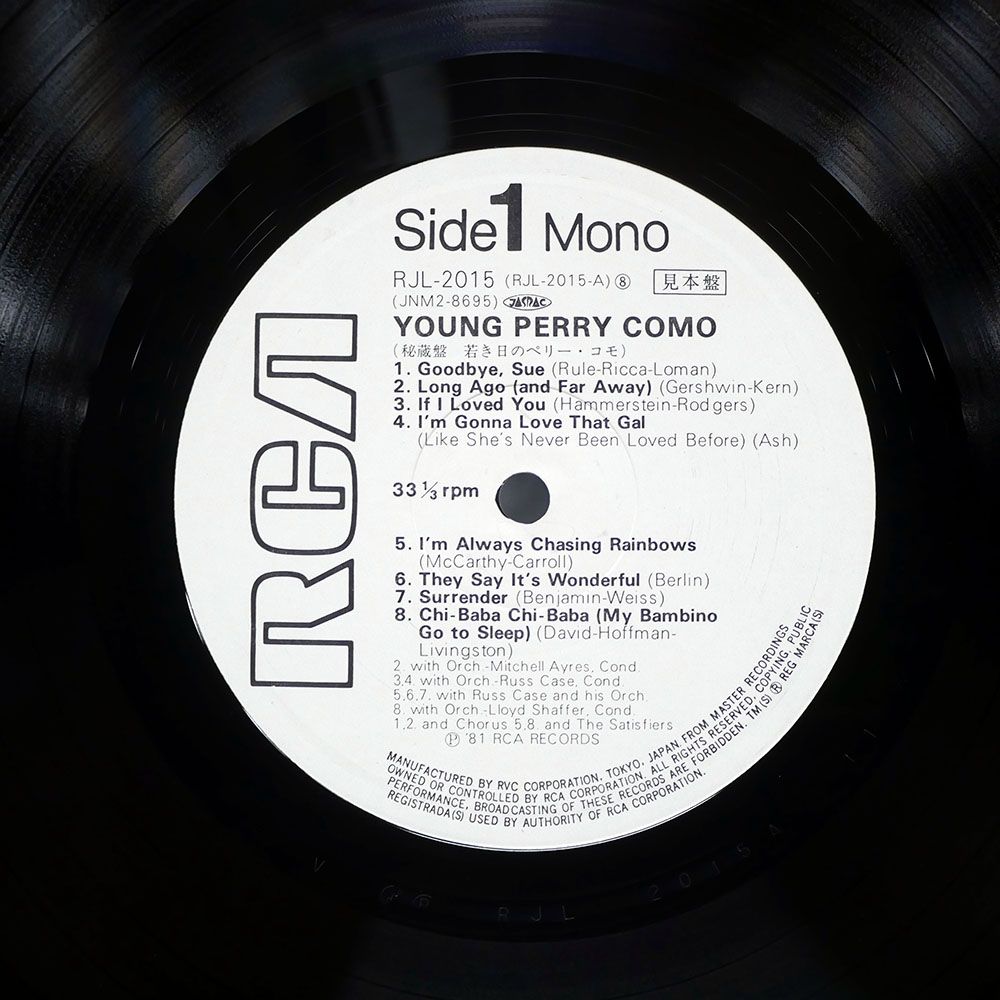 Side 1 Mono
RJL-2015 (RJL-2015-A) ⑧ 見本盤
(JNM2-8695) JASRAC
YOUNG PERRY COMO
(秘蔵盤 若き日のペリー・コモ)
1. Goodbye, Sue (Rule-Ricca-Loman)
2. Long Ago (and Far Away) (Gershwin-Kern)
3. If I Loved You (Hammerstein-Rodgers)
4. I'm Gonna Love That Gal
(Like She's Never Been Loved Before) (Ash)
33 1/3 rpm
5. I'm Always Chasing Rainbows
(McCarthy-Carroll)
6. They Say It's Wonderful (Berlin)
7. Surrender (Benjamin-Weiss)
8. Chi-Baba Chi-Baba (My Bambino
Go to Sleep) (David-Hoffman-
Livingston)
2. with Orch.-Mitchell Ayres, Cond.
3,4. with Orch.-Russ Case, Cond.
5,6,7. with Russ Case and his Orch.
8. with Orch.-Lloyd Shaffer, Cond.
1,2. and Chorus 5,8. and The Satisfiers
Ⓟ '81 RCA RECORDS
RCA
MANUFACTURED BY RVC CORPORATION, TOKYO, JAPAN FROM MASTER RECORDINGS
OWNED OR CONTROLLED BY RCA CORPORATION. ALL RIGHTS RESERVED, COPYING, PUBLIC
PERFORMANCE, BROADCASTING OF THESE RECORDS ARE FORBIDDEN. TM(S) ® REG MARCA(S)
REGISTRADA(S) USED BY AUTHORITY OF RCA CORPORATION.
RJL 2015 A